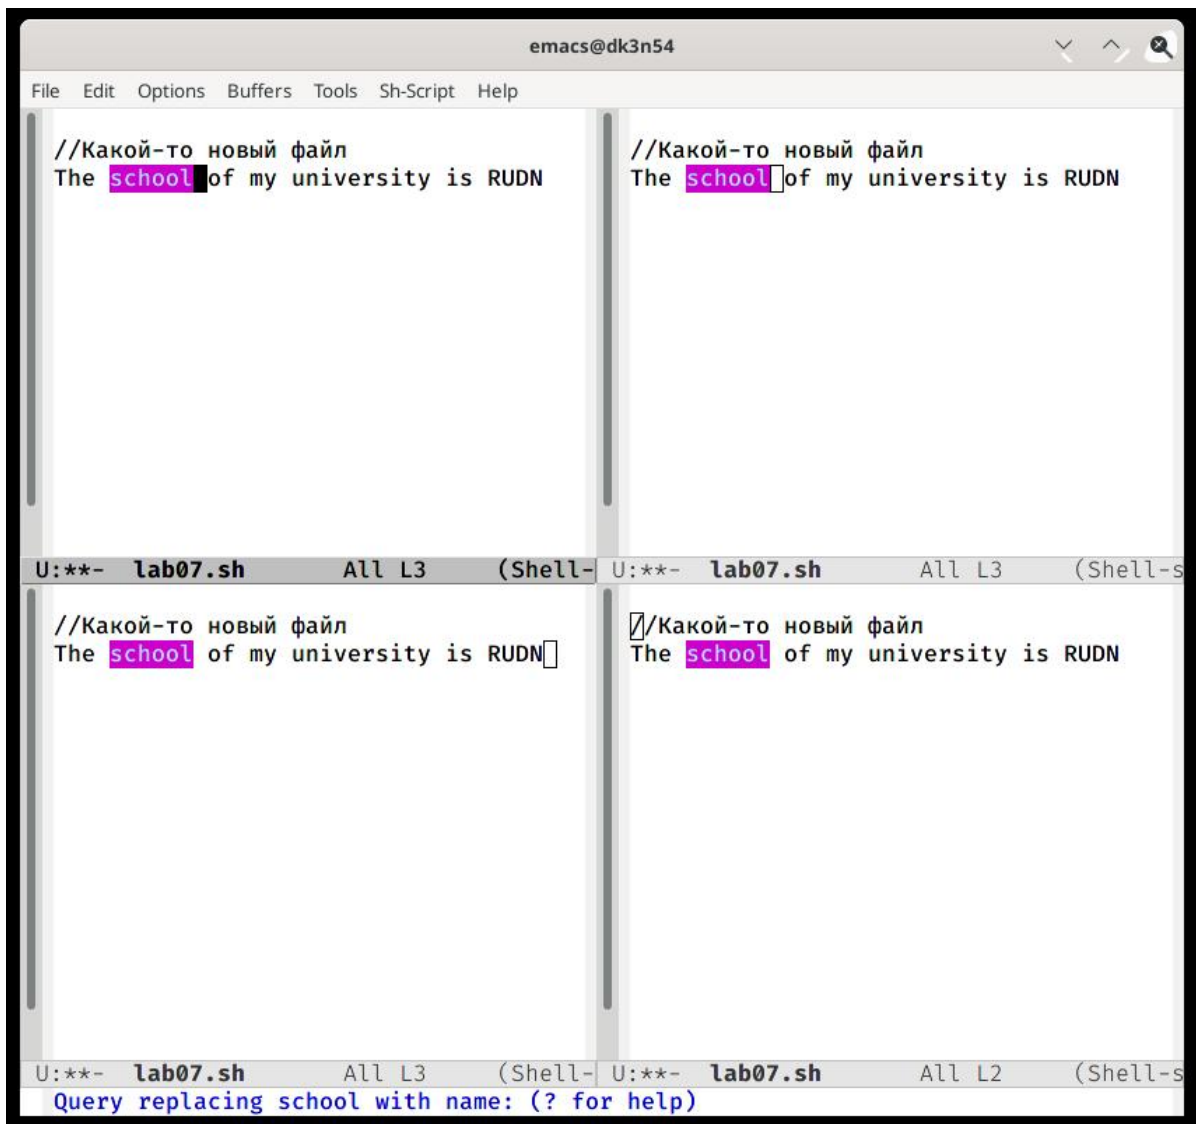 emacs@dk3n54
File Edit Options Buffers Tools Sh-Script Help
//Какой-то новый файл
The school of my university is RUDN
U:**- lab07.sh All L3 (Shell-
//Какой-то новый файл
The school of my university is RUDN
U:**- lab07.sh All L3 (Shell-s
//Какой-то новый файл
The school of my university is RUDN
U:**- lab07.sh All L3 (Shell-
//Какой-то новый файл
The school of my university is RUDN
U:**- lab07.sh All L2 (Shell-s
Query replacing school with name: (? for help)